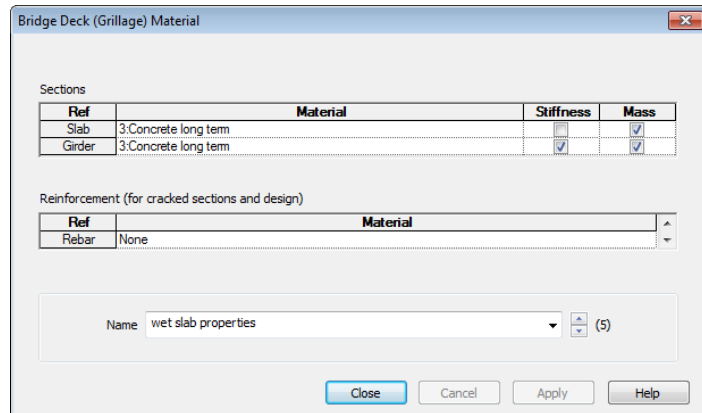 Bridge Deck (Grillage) Material
Sections
Ref Material Stiffness Mass
Slab 3:Concrete long term
Girder 3:Concrete long term
Reinforcement (for cracked sections and design)
Ref Material
Rebar None
Name wet slab properties (5)
Close Cancel Apply Help